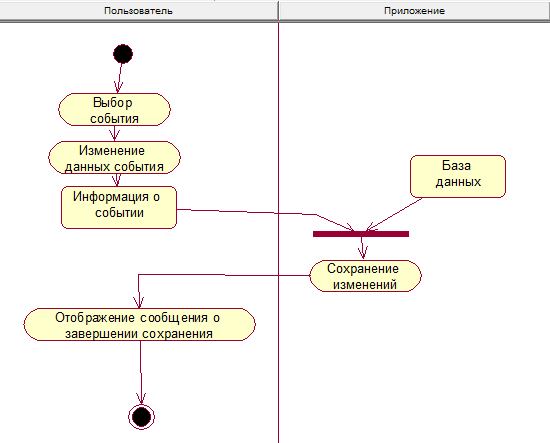 Пользователь
Приложение
Выбор
события
Изменение
данных события
Информация о
событии
База
данных
Сохранение
изменений
Отображение сообщения о
завершении сохранения